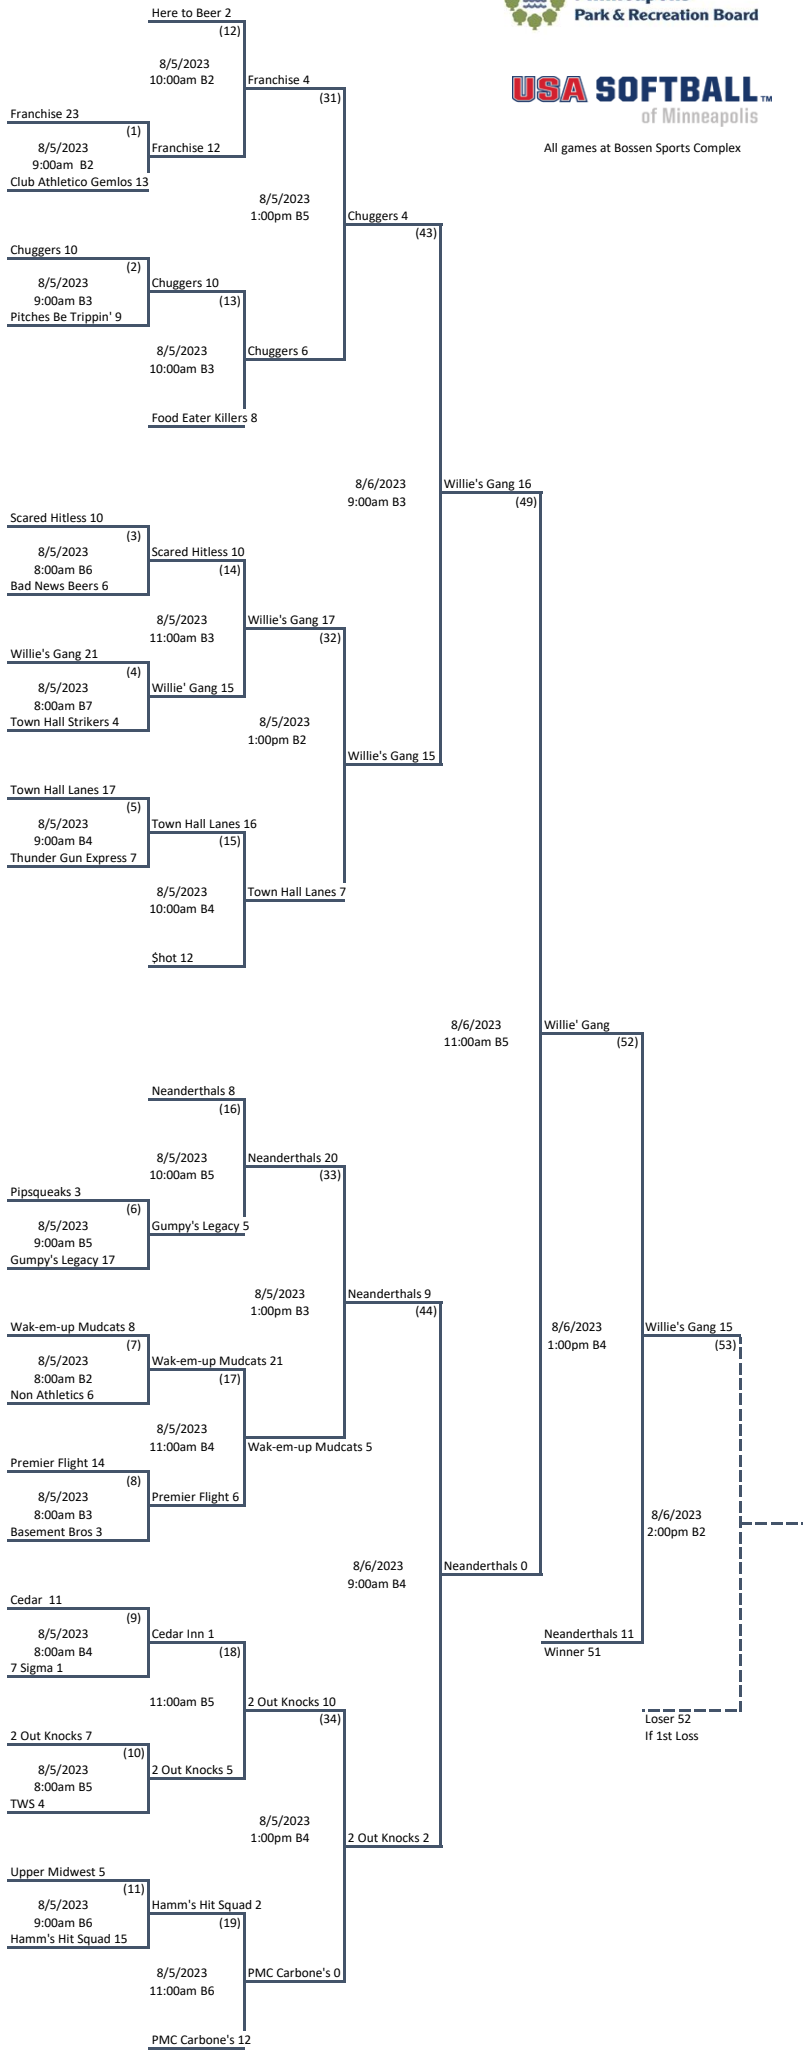 Here to Beer 2
Park & Recreation Board
(12)
8/5/2023
10:00am B2
Franchise 4
(31)
USA SOFTBALL™
of Minneapolis
All games at Bossen Sports Complex
Franchise 23
(1)
8/5/2023
9:00am B2
Franchise 12
Club Athletico Gemlos 13
8/5/2023
1:00pm B5
Chuggers 4
(43)
Chuggers 10
(2)
8/5/2023
9:00am B3
Chuggers 10
(13)
Pitches Be Trippin' 9
8/5/2023
10:00am B3
Chuggers 6
Food Eater Killers 8
8/6/2023
9:00am B3
Willie's Gang 16
(49)
Scared Hitless 10
(3)
8/5/2023
8:00am B6
Scared Hitless 10
(14)
Bad News Beers 6
8/5/2023
11:00am B3
Willie's Gang 17
(32)
Willie's Gang 21
(4)
8/5/2023
8:00am B7
Willie' Gang 15
Town Hall Strikers 4
8/5/2023
1:00pm B2
Willie's Gang 15
Town Hall Lanes 17
(5)
8/5/2023
9:00am B4
Town Hall Lanes 16
(15)
Thunder Gun Express 7
8/5/2023
10:00am B4
Town Hall Lanes 7
$hot 12
8/6/2023
11:00am B5
Willie' Gang
(52)
Neanderthals 8
(16)
8/5/2023
10:00am B5
Neanderthals 20
(33)
Pipsqueaks 3
(6)
8/5/2023
9:00am B5
Gumpy's Legacy 5
Gumpy's Legacy 17
8/5/2023
1:00pm B3
Neanderthals 9
(44)
8/6/2023
1:00pm B4
Willie's Gang 15
(53)
Wak-em-up Mudcats 8
(7)
8/5/2023
8:00am B2
Wak-em-up Mudcats 21
(17)
Non Athletics 6
8/5/2023
11:00am B4
Wak-em-up Mudcats 5
Premier Flight 14
(8)
8/5/2023
8:00am B3
Premier Flight 6
Basement Bros 3
8/6/2023
2:00pm B2
8/6/2023
9:00am B4
Neanderthals 0
Cedar 11
(9)
8/5/2023
8:00am B4
Cedar Inn 1
(18)
7 Sigma 1
Neanderthals 11
Winner 51
11:00am B5
2 Out Knocks 10
(34)
Loser 52
If 1st Loss
2 Out Knocks 7
(10)
8/5/2023
8:00am B5
2 Out Knocks 5
TWS 4
8/5/2023
1:00pm B4
2 Out Knocks 2
Upper Midwest 5
(11)
8/5/2023
9:00am B6
Hamm's Hit Squad 2
(19)
Hamm's Hit Squad 15
8/5/2023
11:00am B6
PMC Carbone's 0
PMC Carbone's 12